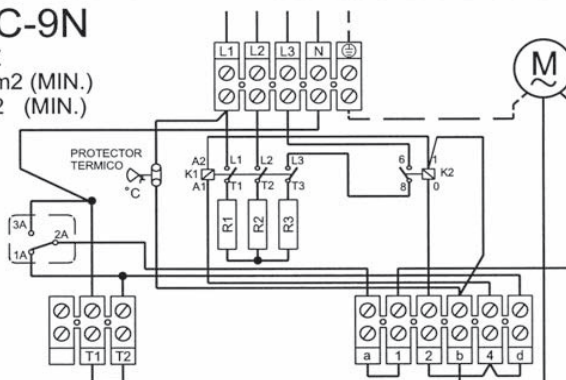 C-9N
m2 (MIN.)
2 (MIN.)
L1 L2 L3 N
M
PROTECTOR
TERMICO
°C
A2 L1 L2 L3 6 1
K1 K2
A1 T1 T2 T3 8 0
R1 R2 R3
3A
2A
1A
T1 T2
a 1 2 b 4 d